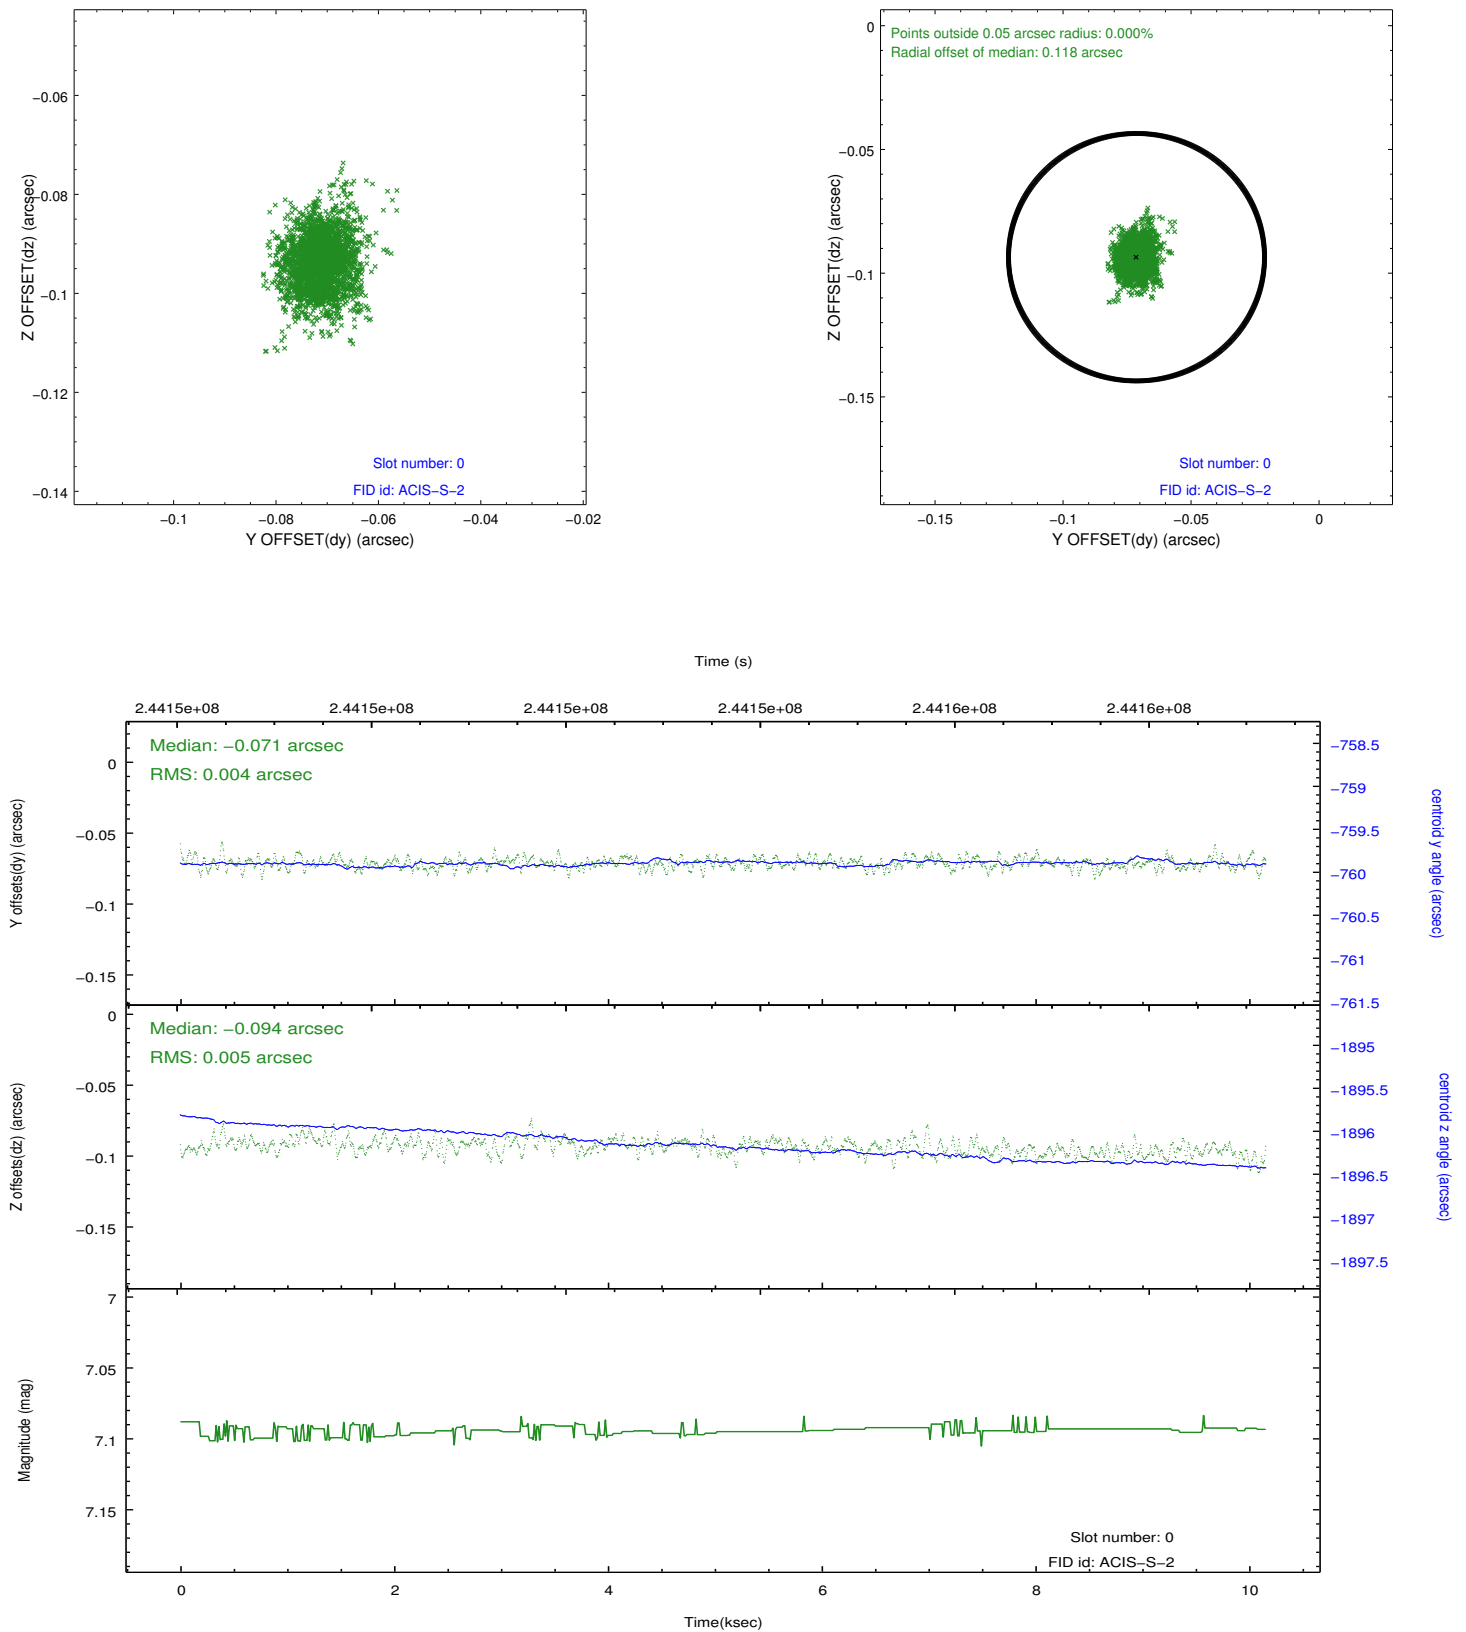 −0.06
−0.08
−0.1
−0.12
−0.14
Z OFFSET(dz) (arcsec)
Slot number: 0
FID id: ACIS−S−2
−0.1 −0.08 −0.06 −0.04 −0.02
Y OFFSET(dy) (arcsec)
Points outside 0.05 arcsec radius: 0.000%
Radial offset of median: 0.118 arcsec
0
−0.05
−0.1
−0.15
Z OFFSET(dz) (arcsec)
Slot number: 0
FID id: ACIS−S−2
−0.15 −0.1 −0.05 0
Y OFFSET(dy) (arcsec)
Time (s)
2.4415e+08 2.4415e+08 2.4415e+08 2.4415e+08 2.4416e+08 2.4416e+08
Median: −0.071 arcsec
RMS: 0.004 arcsec
0
−0.05
−0.1
−0.15
Y offsets(dy) (arcsec)
−758.5
−759
−759.5
−760
−760.5
−761
−761.5
centroid y angle (arcsec)
Median: −0.094 arcsec
RMS: 0.005 arcsec
0
−0.05
−0.1
−0.15
Z offsets(dz) (arcsec)
−1895
−1895.5
−1896
−1896.5
−1897
−1897.5
centroid z angle (arcsec)
7
7.05
7.1
7.15
Magnitude (mag)
Slot number: 0
FID id: ACIS−S−2
0 2 4 6 8 10
Time(ksec)